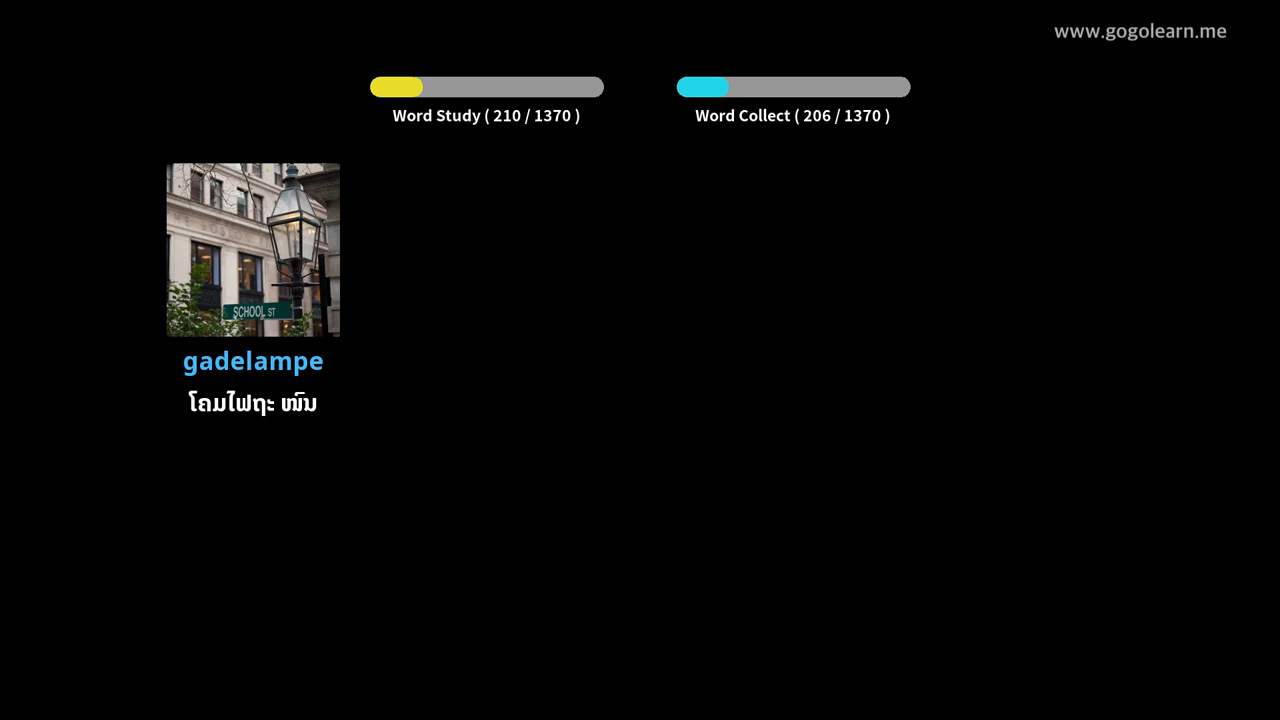 www.gogolearn.me
Word Study ( 210 / 1370 )
Word Collect ( 206 / 1370 )
SCHOOL ST
gadelampe
ໂຄມໄຟຖະ ໜົນ